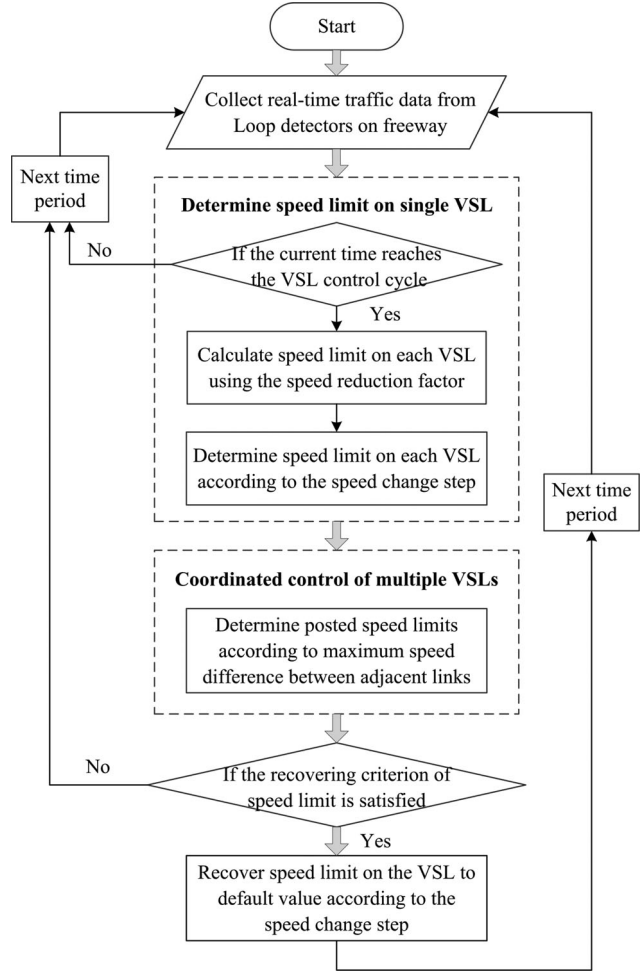 Start
Collect real-time traffic data from
Loop detectors on freeway
Next time
period
Determine speed limit on single VSL
If the current time reaches
the VSL control cycle
No
Yes
Calculate speed limit on each VSL
using the speed reduction factor
Determine speed limit on each VSL
according to the speed change step
Next time
period
Coordinated control of multiple VSLs
Determine posted speed limits
according to maximum speed
difference between adjacent links
No
If the recovering criterion of
speed limit is satisfied
Yes
Recover speed limit on the VSL to
default value according to the
speed change step